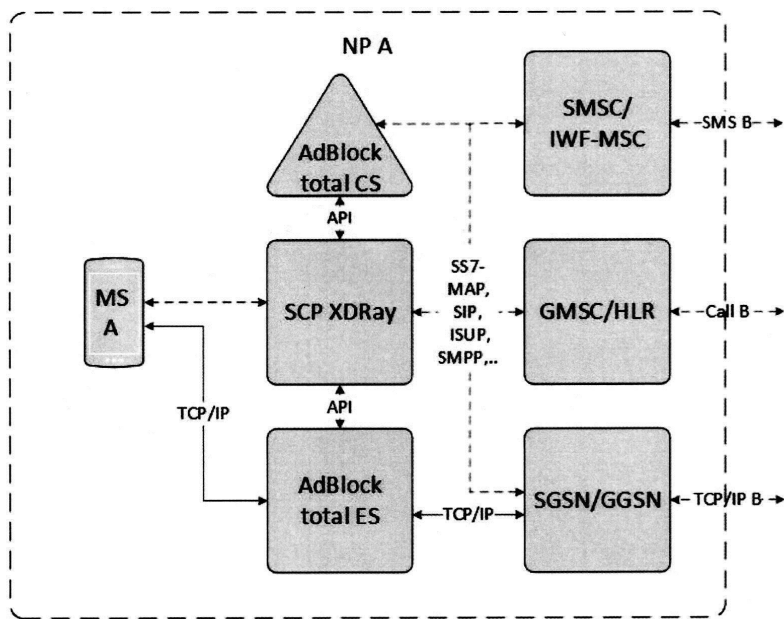 NP A
AdBlock
total CS
SMSC/
IWF-MSC
SMS B
API
MS
A
SCP XDRay
SS7-
MAP,
SIP,
ISUP,
SMPP,..
GMSC/HLR
Call B
TCP/IP
API
AdBlock
total ES
TCP/IP
SGSN/GGSN
TCP/IP B